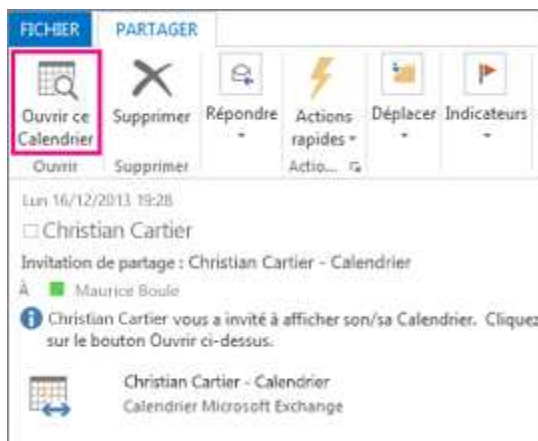 FICHIER PARTAGER
Ouvrir ce Calendrier
Supprimer
Répondre
Actions rapides
Déplacer
Indicateurs
Ouvrir
Supprimer
Actio...
Lun 16/12/2013 19:28
Christian Cartier
Invitation de partage : Christian Cartier - Calendrier
À Maurice Boule
Christian Cartier vous a invité à afficher son/sa Calendrier. Cliquez
sur le bouton Ouvrir ci-dessus.
Christian Cartier - Calendrier
Calendrier Microsoft Exchange